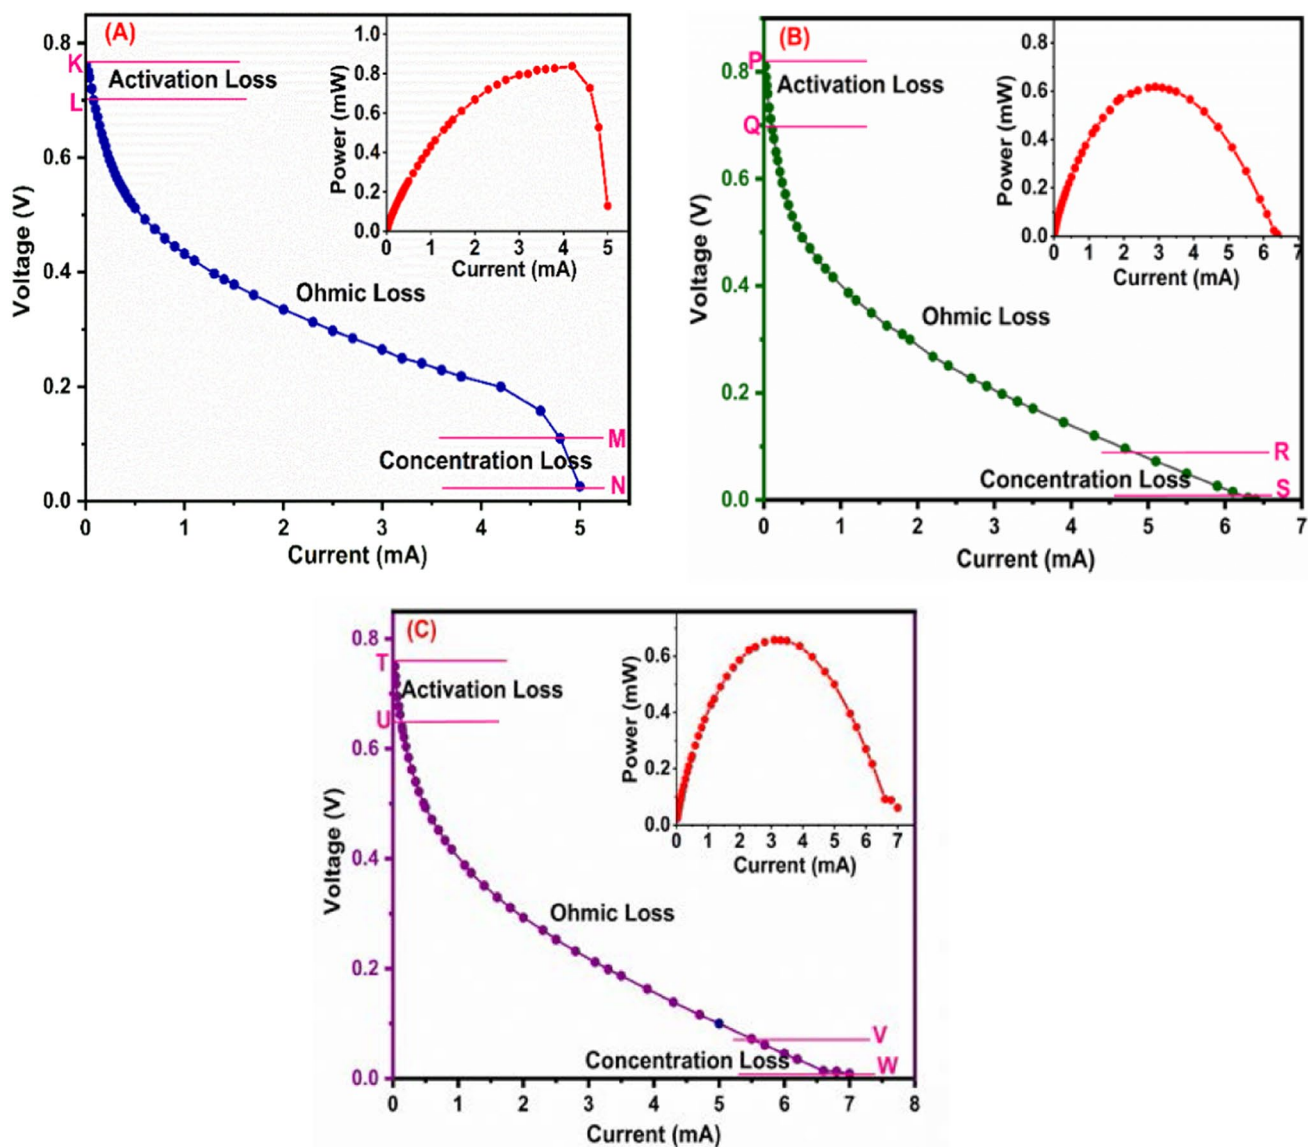 (A)
0.8
K
Activation Loss
L
0.6
0.4
0.2
0.0
Voltage (V)
Ohmic Loss
M
Concentration Loss
N
0 1 2 3 4 5
Current (mA)
1.0
0.8
0.6
0.4
0.2
0.0
Power (mW)
0 1 2 3 4 5
Current (mA)
(B)
P
0.8
Activation Loss
Q
0.6
0.4
0.2
0.0
Voltage (V)
Ohmic Loss
R
Concentration Loss
S
0 1 2 3 4 5 6 7
Current (mA)
0.8
0.6
0.4
0.2
0.0
Power (mW)
0 1 2 3 4 5 6 7
Current (mA)
(C)
0.8
T
Activation Loss
U
0.6
0.4
0.2
0.0
Voltage (V)
Ohmic Loss
V
Concentration Loss
W
0 1 2 3 4 5 6 7 8
Current (mA)
0.6
0.4
0.2
0.0
Power (mW)
0 1 2 3 4 5 6 7
Current (mA)